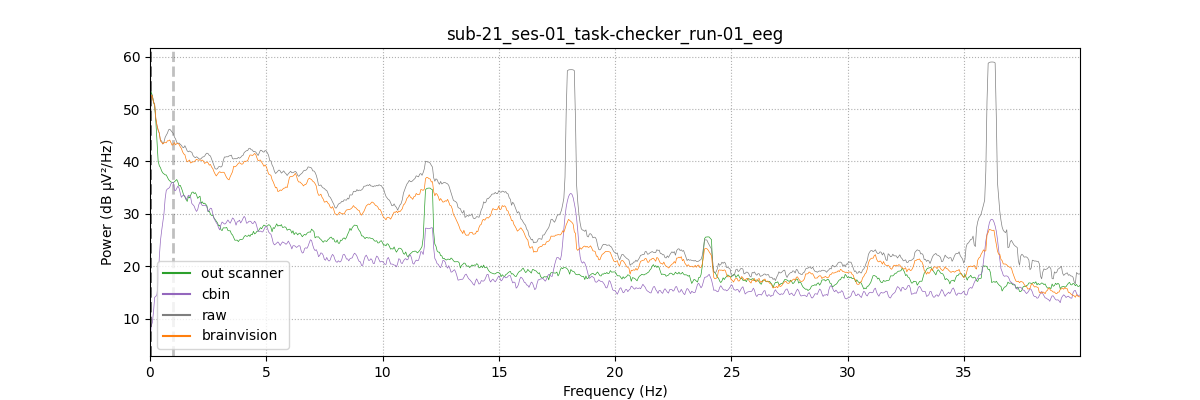 sub-21_ses-01_task-checker_run-01_eeg
Power (dB µV²/Hz)
60
50
40
30
20
10
out scanner
cbin
raw
brainvision
0
5
10
15
20
25
30
35
Frequency (Hz)